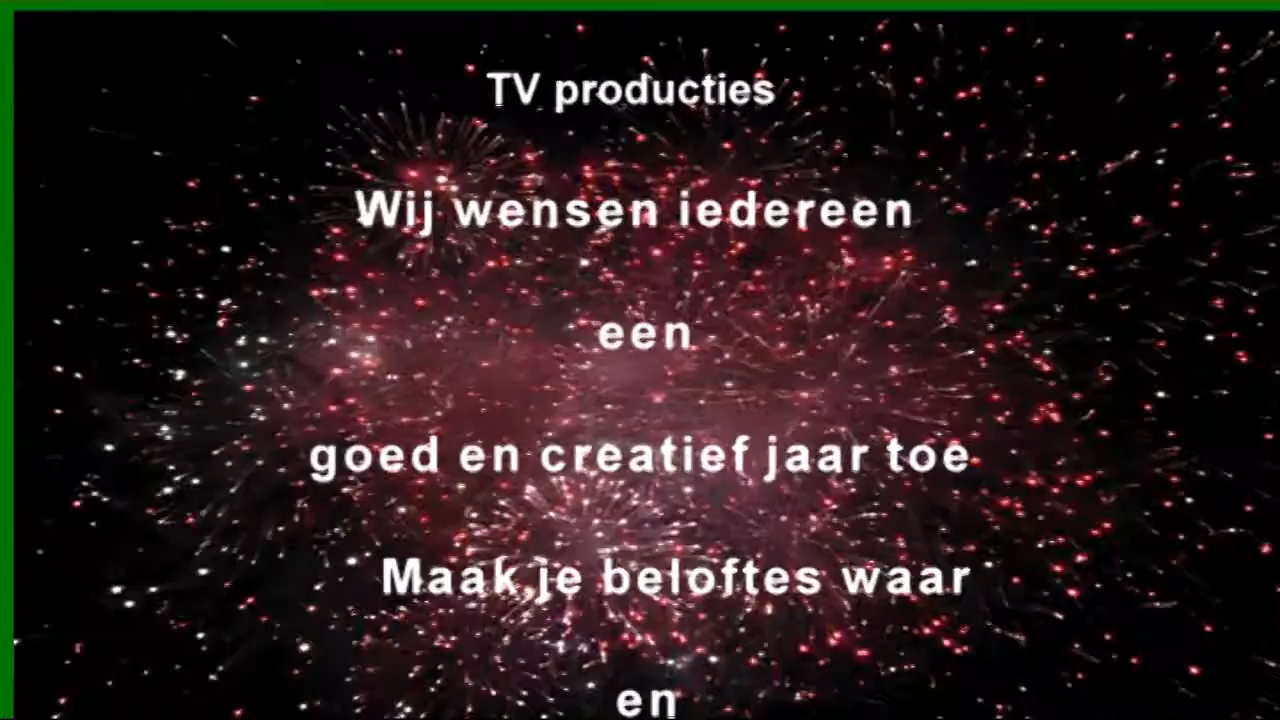 TV producties
Wij wensen iedereen
een
goed en creatief jaar toe
Maak je beloftes waar
en